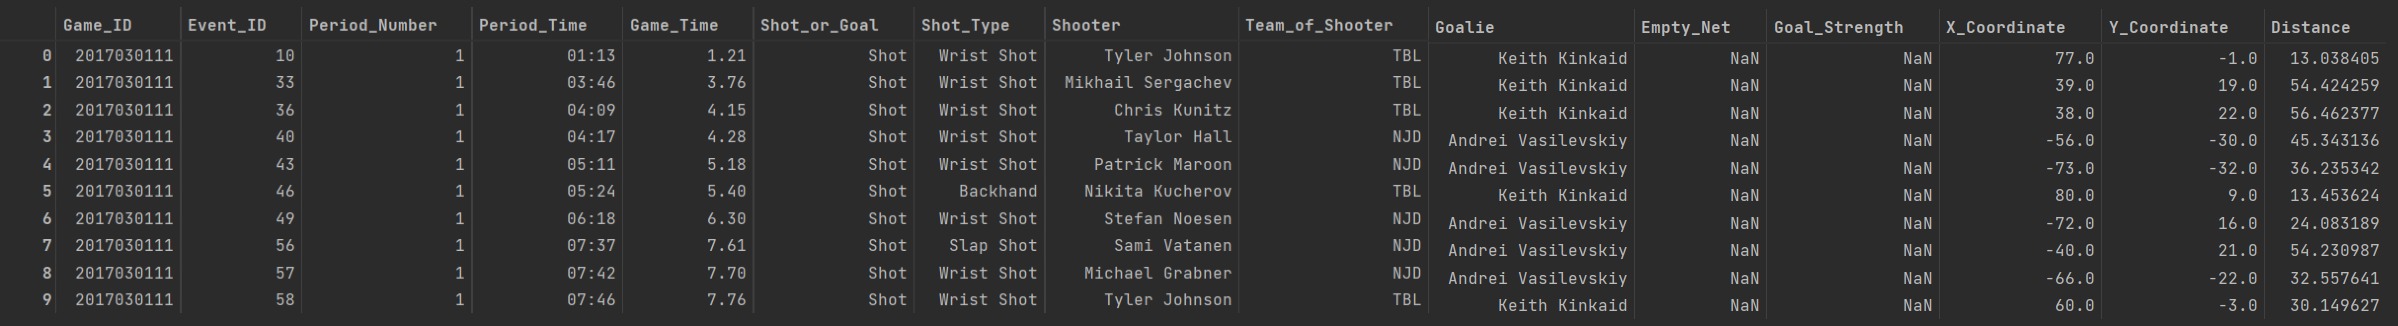 Game_ID Event_ID Period_Number Period_Time Game_Time Shot_or_Goal Shot_Type Shooter Team_of_Shooter Goalie Empty_Net Goal_Strength X_Coordinate Y_Coordinate Distance
0 2017030111 10 1 01:13 1.21 Shot Wrist Shot Tyler Johnson TBL Keith Kinkaid NaN NaN 77.0 -1.0 13.038405
1 2017030111 33 1 03:46 3.76 Shot Wrist Shot Mikhail Sergachev TBL Keith Kinkaid NaN NaN 39.0 19.0 54.424259
2 2017030111 36 1 04:09 4.15 Shot Wrist Shot Chris Kunitz TBL Keith Kinkaid NaN NaN 38.0 22.0 56.462377
3 2017030111 40 1 04:17 4.28 Shot Wrist Shot Taylor Hall NJD Andrei Vasilevskiy NaN NaN -56.0 -30.0 45.343136
4 2017030111 43 1 05:11 5.18 Shot Wrist Shot Patrick Maroon NJD Andrei Vasilevskiy NaN NaN -73.0 -32.0 36.235342
5 2017030111 46 1 05:24 5.40 Shot Backhand Nikita Kucherov TBL Keith Kinkaid NaN NaN 80.0 9.0 13.453624
6 2017030111 49 1 06:18 6.30 Shot Wrist Shot Stefan Noesen NJD Andrei Vasilevskiy NaN NaN -72.0 16.0 24.083189
7 2017030111 56 1 07:37 7.61 Shot Slap Shot Sami Vatanen NJD Andrei Vasilevskiy NaN NaN -40.0 21.0 54.230987
8 2017030111 57 1 07:42 7.70 Shot Wrist Shot Michael Grabner NJD Andrei Vasilevskiy NaN NaN -66.0 -22.0 32.557641
9 2017030111 58 1 07:46 7.76 Shot Wrist Shot Tyler Johnson TBL Keith Kinkaid NaN NaN 60.0 -3.0 30.149627